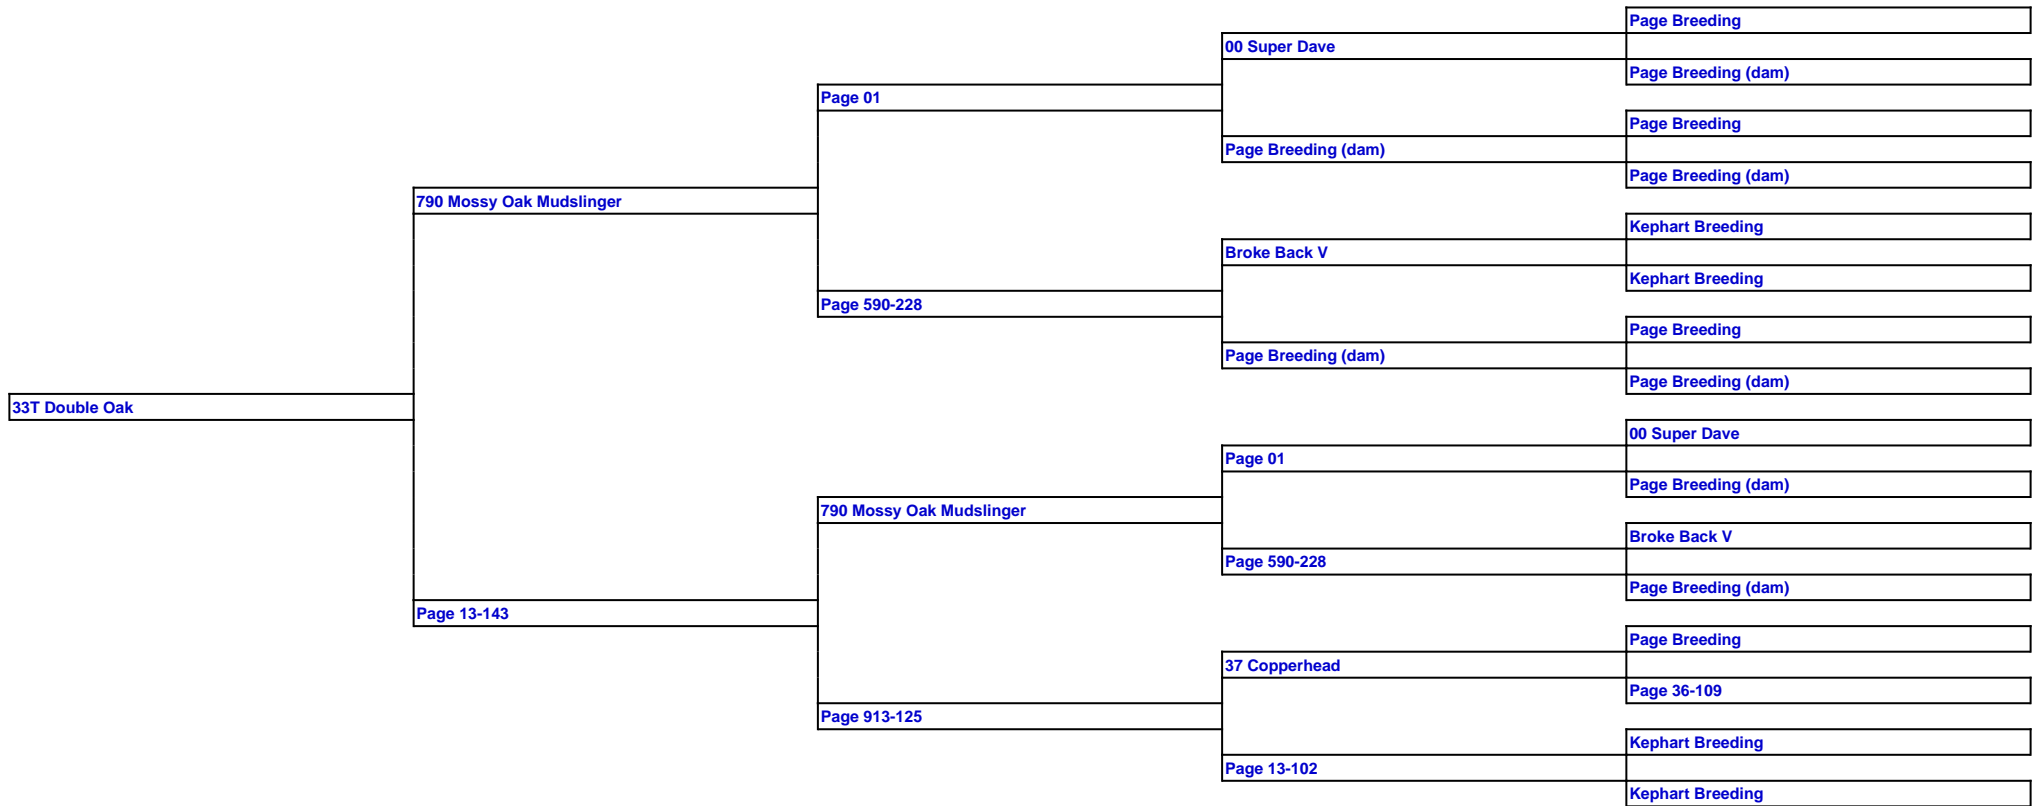 Page Breeding
00 Super Dave
Page Breeding (dam)
Page 01
Page Breeding
Page Breeding (dam)
Page Breeding (dam)
790 Mossy Oak Mudslinger
Kephart Breeding
Broke Back V
Kephart Breeding
Page 590-228
Page Breeding
Page Breeding (dam)
Page Breeding (dam)
33T Double Oak
00 Super Dave
Page 01
Page Breeding (dam)
790 Mossy Oak Mudslinger
Broke Back V
Page 590-228
Page Breeding (dam)
Page 13-143
Page Breeding
37 Copperhead
Page 36-109
Page 913-125
Kephart Breeding
Page 13-102
Kephart Breeding